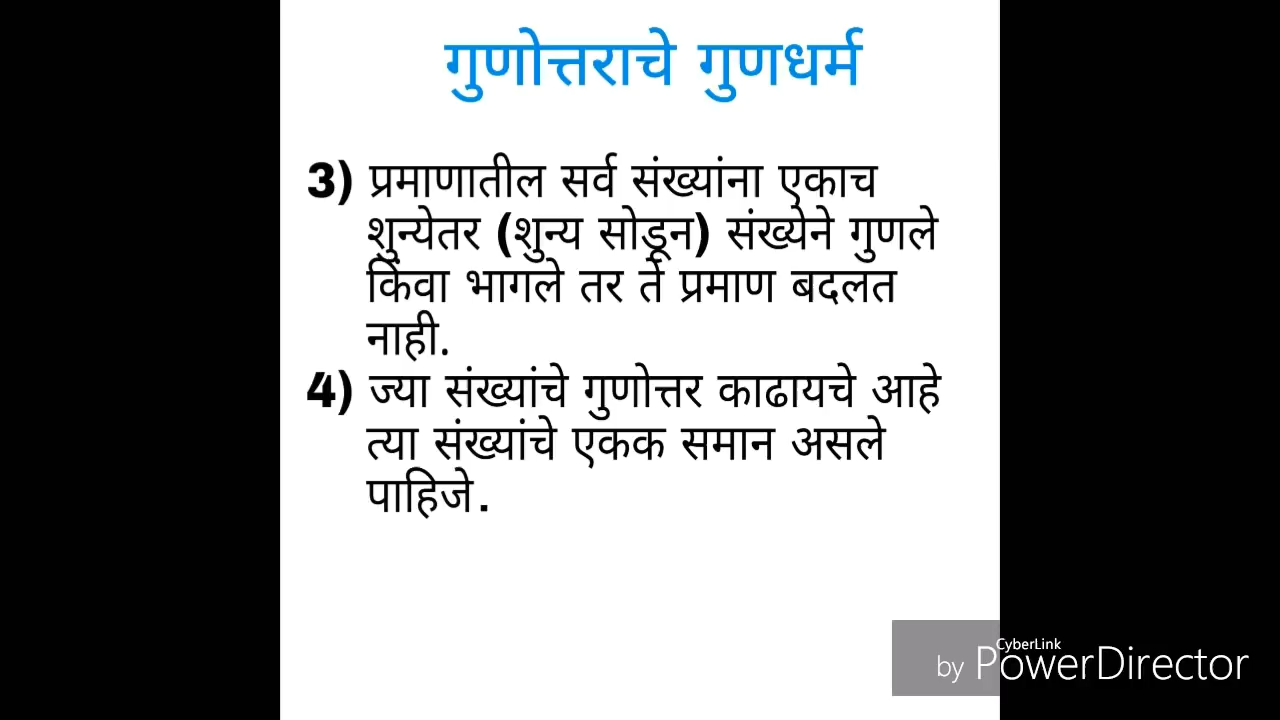 गुणोत्तराचे गुणधर्म
3) प्रमाणातील सर्व संख्यांना एकाच
शुन्येतर (शुन्य सोडून) संख्येने गुणले
किंवा भागले तर ते प्रमाण बदलत
नाही.
4) ज्या संख्यांचे गुणोत्तर काढायचे आहे
त्या संख्यांचे एकक समान असले
पाहिजे.
CyberLink
by PowerDirector